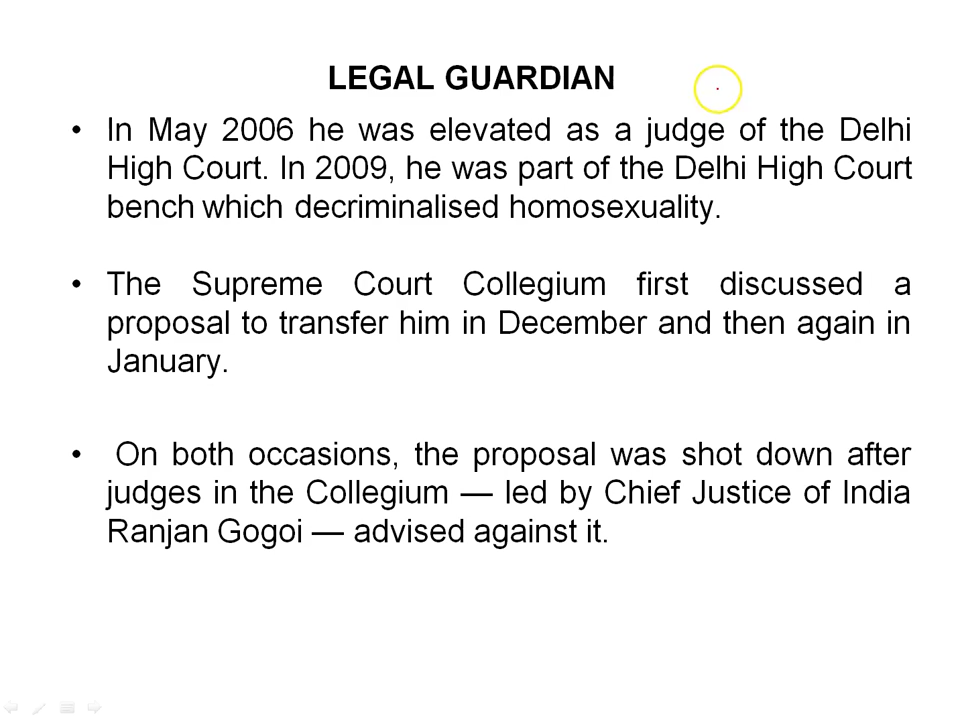 LEGAL GUARDIAN
• In May 2006 he was elevated as a judge of the Delhi
High Court. In 2009, he was part of the Delhi High Court
bench which decriminalised homosexuality.
• The Supreme Court Collegium first discussed a
proposal to transfer him in December and then again in
January.
• On both occasions, the proposal was shot down after
judges in the Collegium — led by Chief Justice of India
Ranjan Gogoi — advised against it.